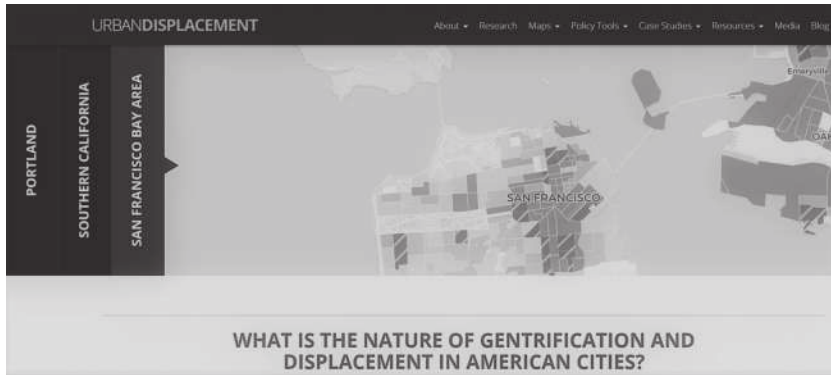 URBANDISPLACEMENT
About Research Maps Policy Tools Case Studies Resources Media Blog
PORTLAND
SOUTHERN CALIFORNIA
SAN FRANCISCO BAY AREA
Emeryville
OAK
SAN FRANCISCO
WHAT IS THE NATURE OF GENTRIFICATION AND
DISPLACEMENT IN AMERICAN CITIES?